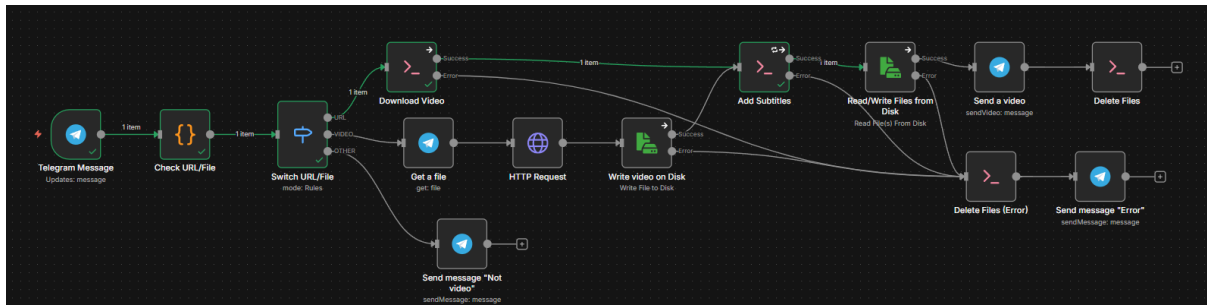 Success
Error
1 item
Download Video
1 item
Success
Error
Add Subtitles
1 item
Success
Error
Read/Write Files from
Disk
Read File(s) From Disk
Send a video
sendVideo: message
Delete Files
1 item
Telegram Message
Updates: message
1 item
Check URL/File
URL
VIDEO
OTHER
Switch URL/File
mode: Rules
Get a file
get: file
HTTP Request
Success
Error
Write video on Disk
Write File to Disk
Delete Files (Error)
Send message "Error"
sendMessage: message
Send message "Not
video"
sendMessage: message